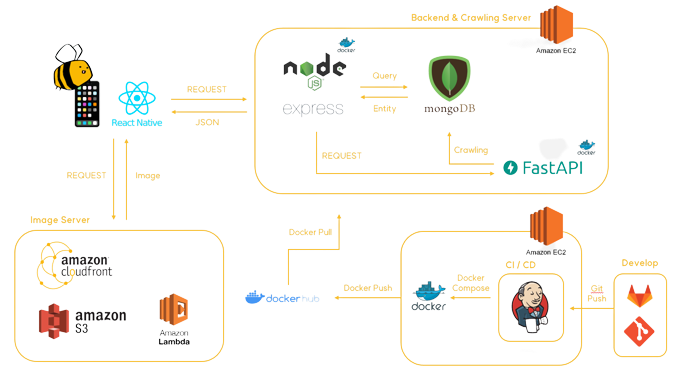 Backend & Crawling Server
Amazon EC2
docker
node
JS
express
Query
Entity
mongoDB
React Native
REQUEST
JSON
REQUEST
Crawling
docker
FastAPI
REQUEST
Image
Image Server
amazon
cloudfront
amazon
S3
Amazon
Lambda
Docker Pull
docker hub
Docker Push
Amazon EC2
CI / CD
docker
Docker
Compose
Develop
Git
Push